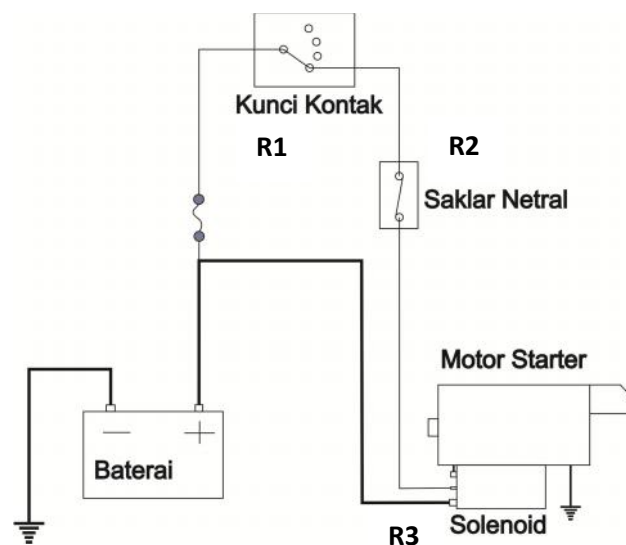 Kunci Kontak
R1
R2
Saklar Netral
Motor Starter
Baterai
Solenoid
R3